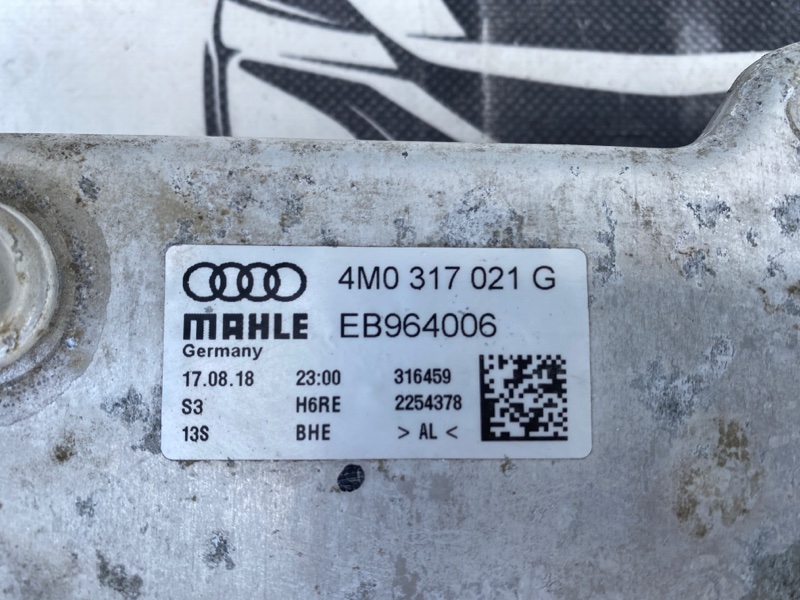 4M0 317 021 G
MAHLE EB964006
Germany
17.08.18 23:00 316459
S3 H6RE 2254378
13S BHE > AL <